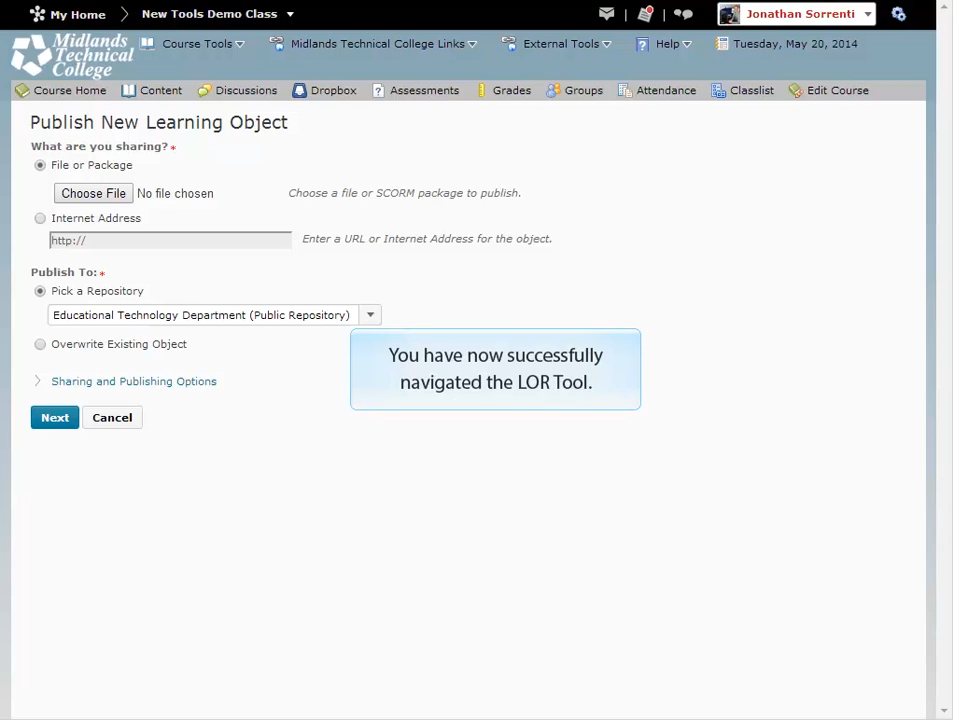 My Home New Tools Demo Class Jonathan Sorrenti
Midlands Technical College Course Tools Midlands Technical College Links External Tools Help Tuesday, May 20, 2014
Course Home Content Discussions Dropbox Assessments Grades Groups Attendance Classlist Edit Course
Publish New Learning Object
What are you sharing? *
File or Package
Choose File No file chosen Choose a file or SCORM package to publish.
Internet Address
http:// Enter a URL or Internet Address for the object.
Publish To: *
Pick a Repository
Educational Technology Department (Public Repository)
Overwrite Existing Object
You have now successfully
navigated the LOR Tool.
Sharing and Publishing Options
Next Cancel